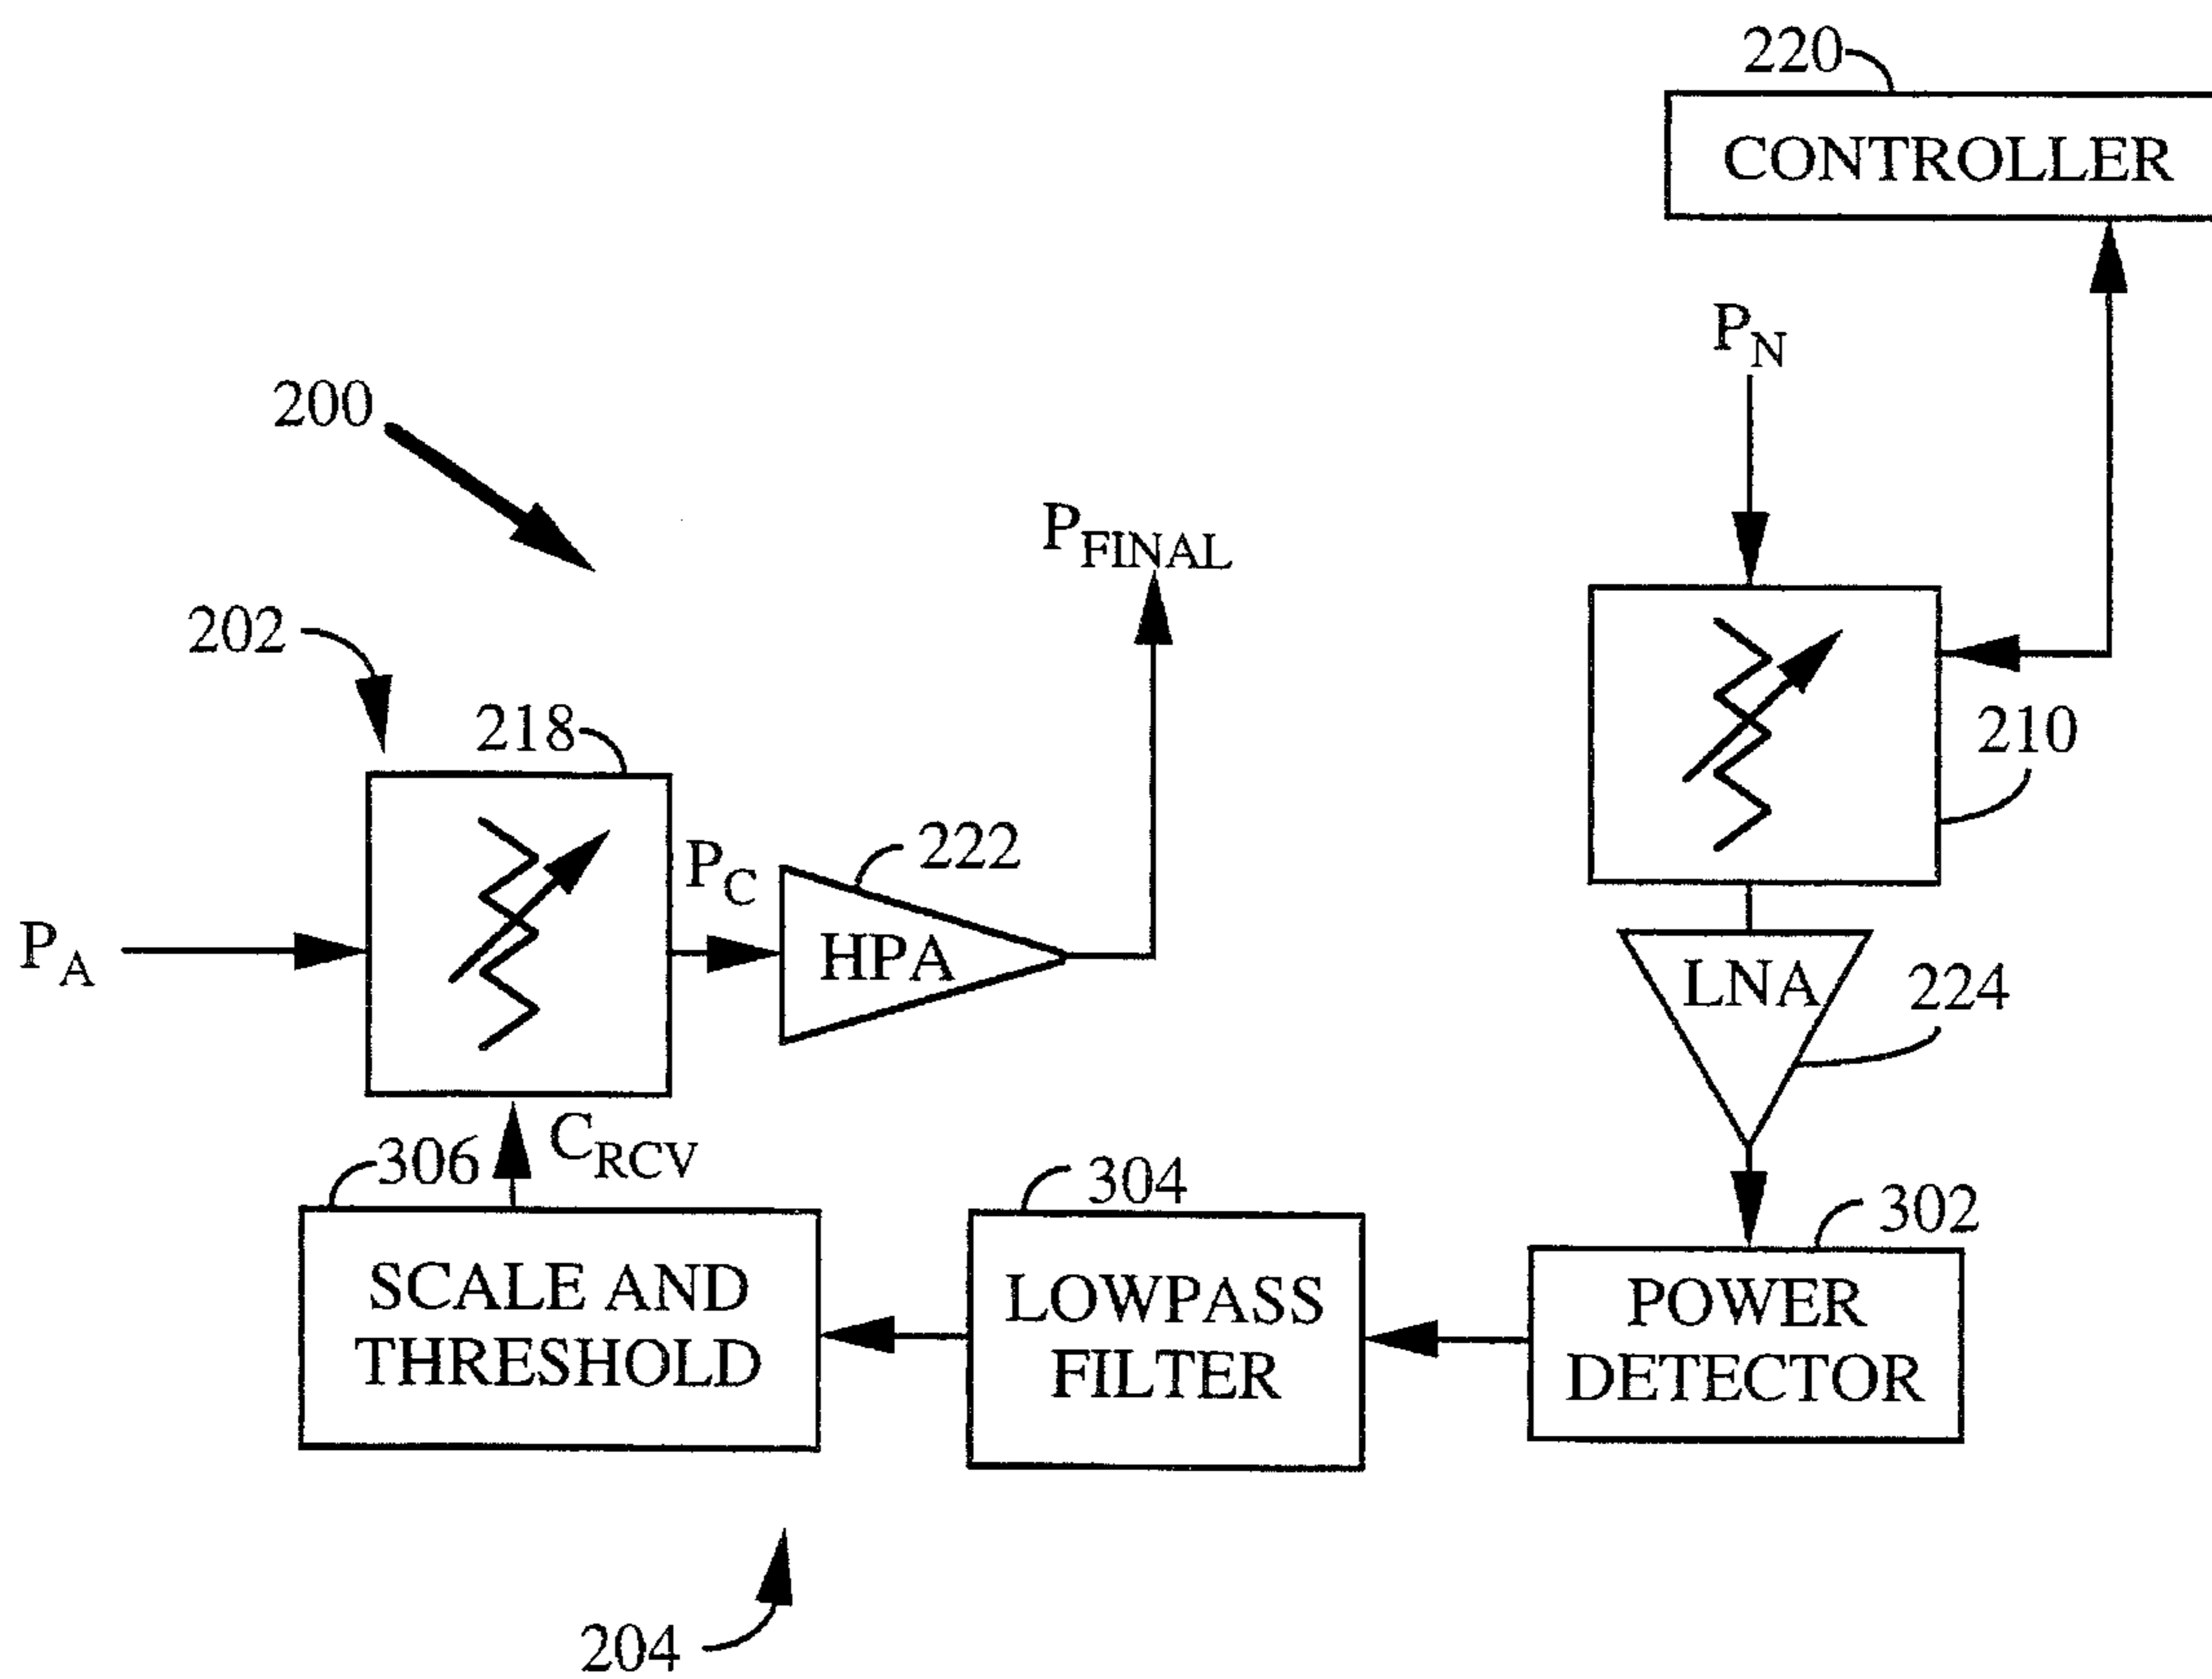 220
CONTROLLER
P_N
200
P_FINAL
202
218
210
P_C
222
HPA
P_A
LNA
224
306
C_RCV
304
302
SCALE AND
THRESHOLD
LOWPASS
FILTER
POWER
DETECTOR
204